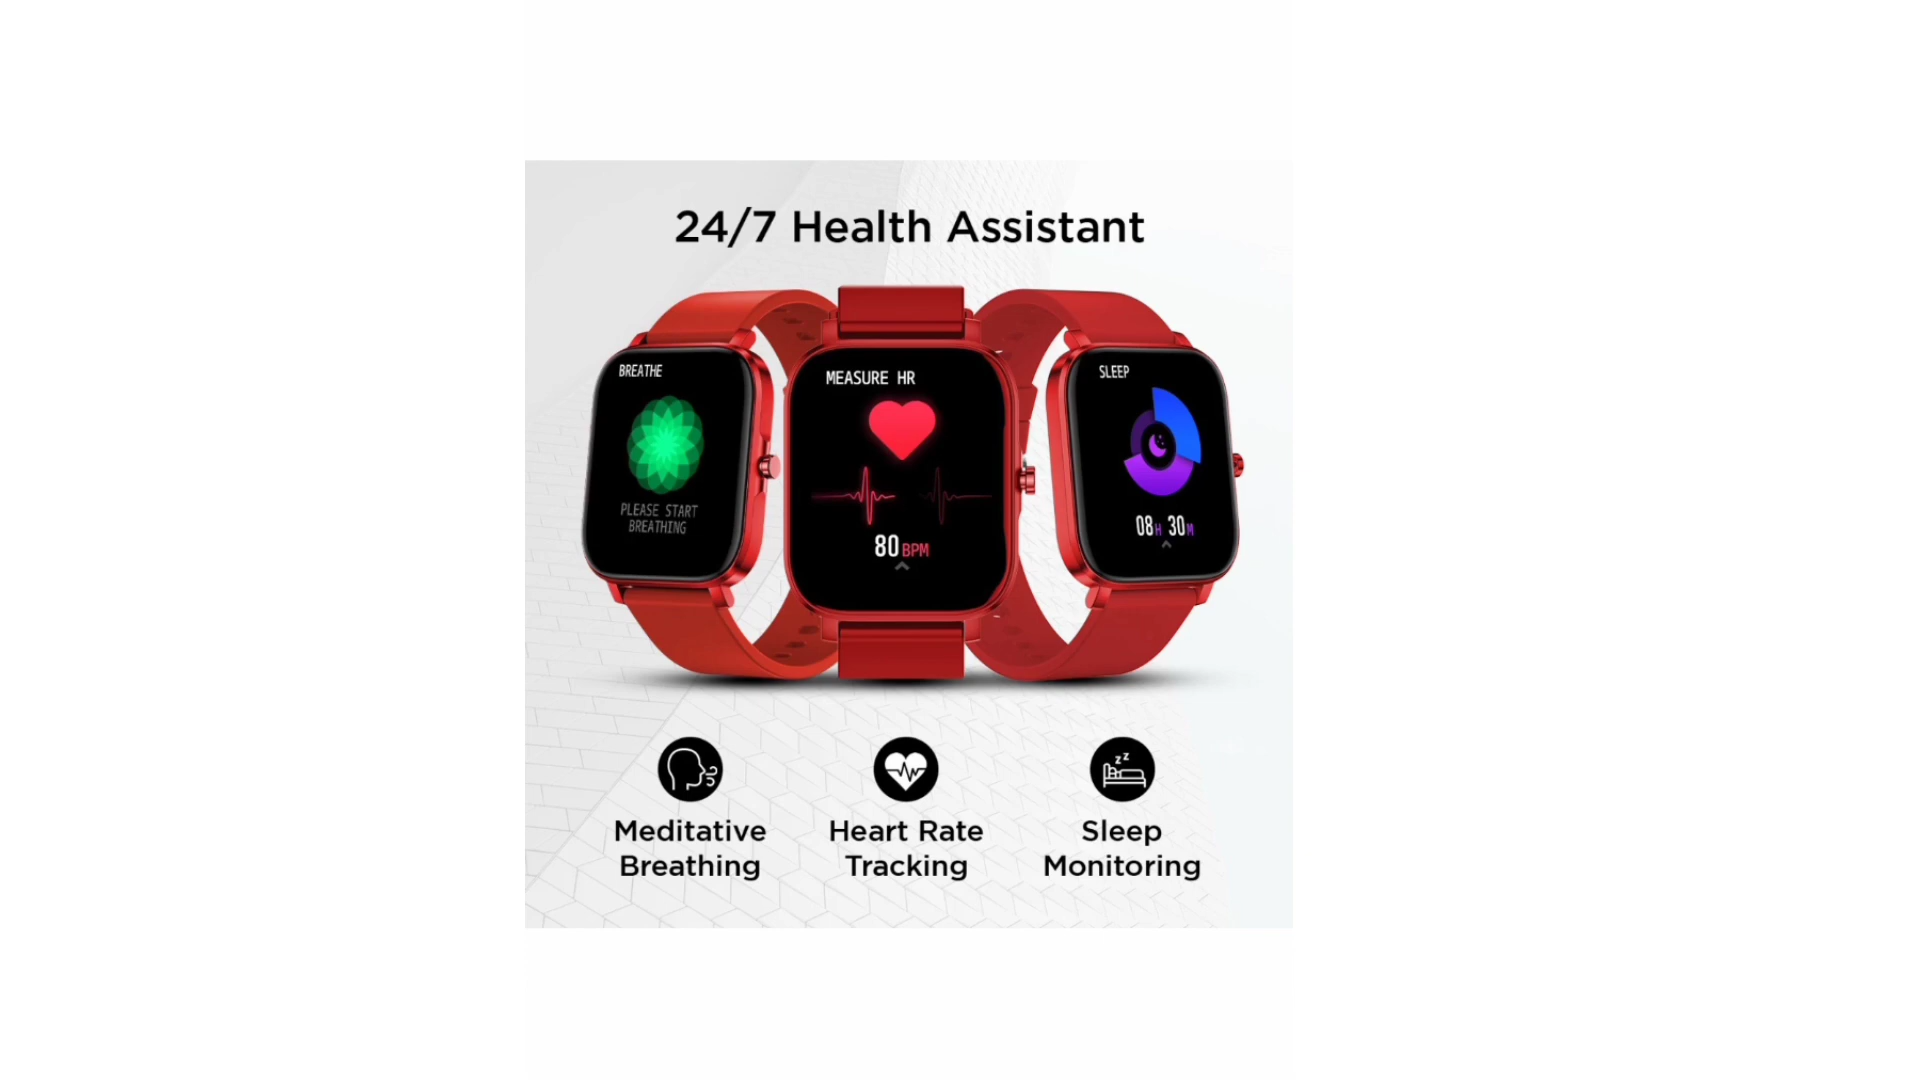 24/7 Health Assistant
BREATHE
PLEASE START
BREATHING
MEASURE HR
80 BPM
SLEEP
08H 30M
zz
Meditative
Breathing
Heart Rate
Tracking
Sleep
Monitoring